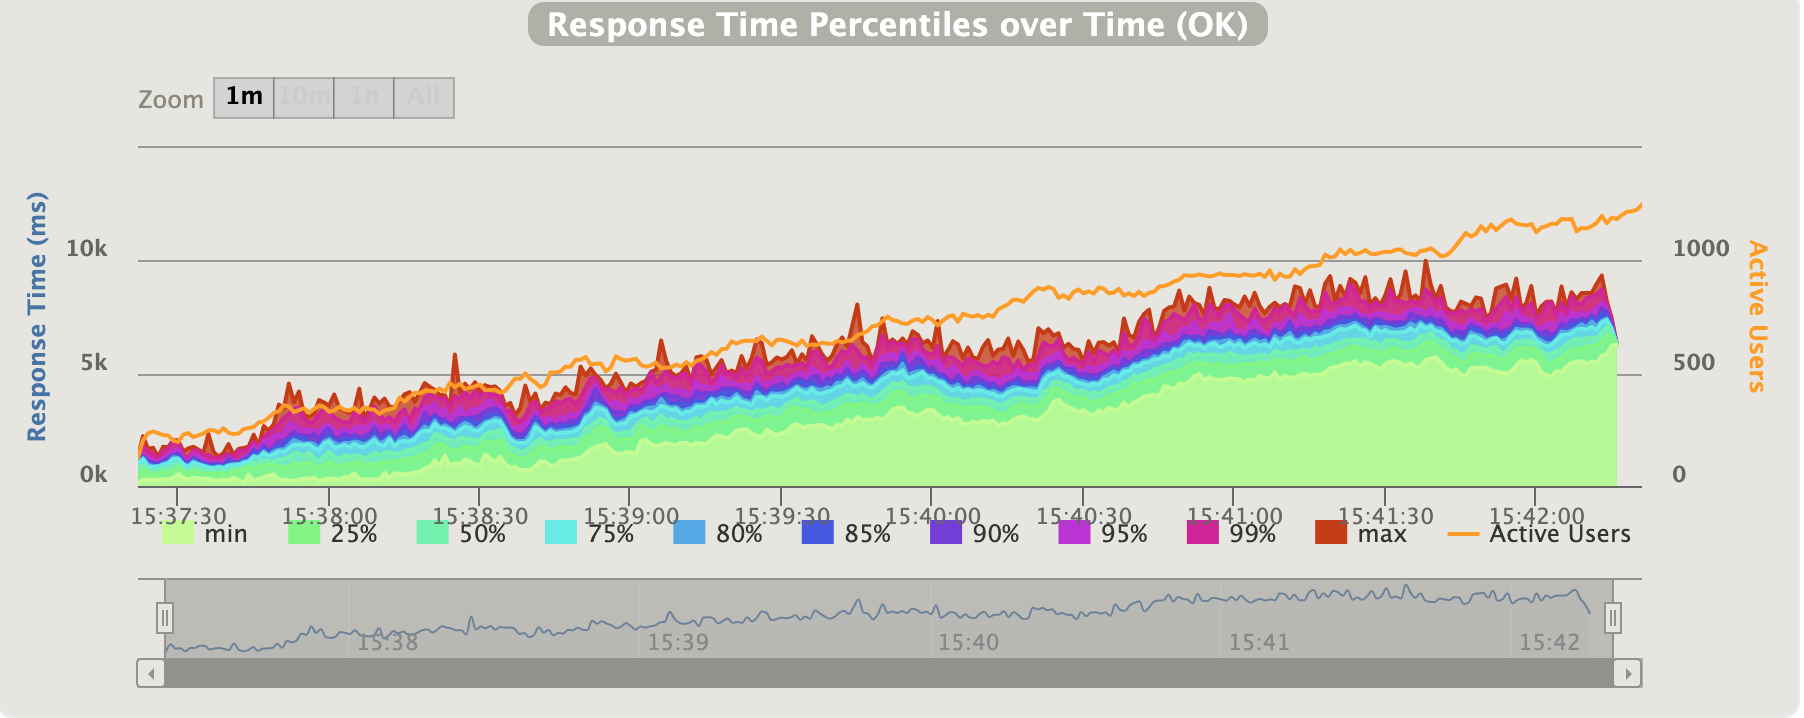 Response Time Percentiles over Time (OK)
Zoom 1m 10m 1h All
Response Time (ms)
10k
5k
0k
1000
500
0
Active Users
15:37:30 15:38:00 15:38:30 15:39:00 15:39:30 15:40:00 15:40:30 15:41:00 15:41:30 15:42:00
min 25% 50% 75% 80% 85% 90% 95% 99% max Active Users
15:38 15:39 15:40 15:41 15:42